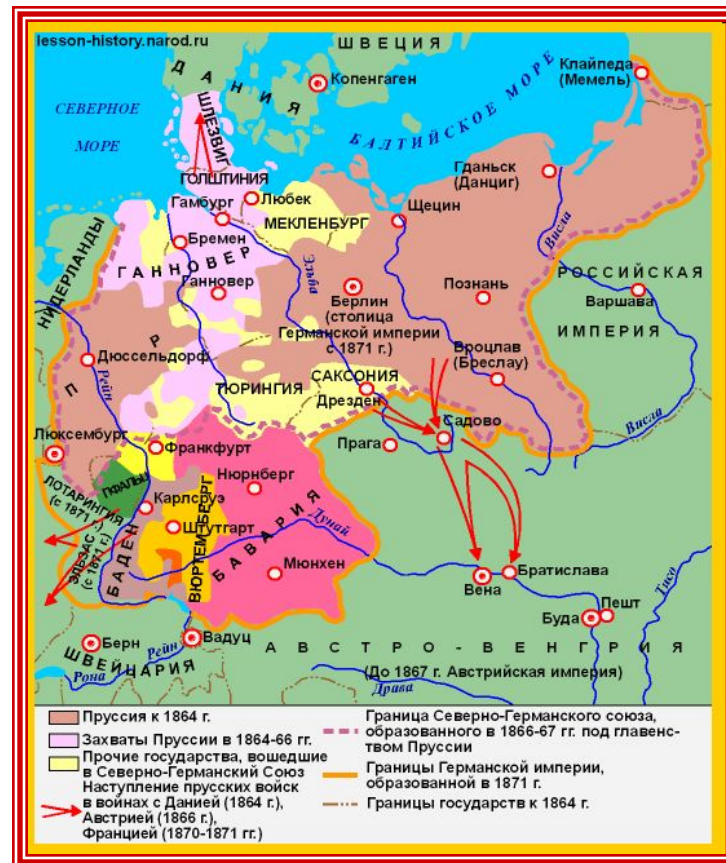 lesson-history.narod.ru
ШВЕЦИЯ
ДАНИЯ
Копенгаген
Клайпеда
(Мемель)
СЕВЕРНОЕ
МОРЕ
БАЛТИЙСКОЕ МОРЕ
ШЛЕЗВИГ
ГОЛШТИНИЯ
Гданьск
(Данциг)
Любек
Гамбург
МЕКЛЕНБУРГ
Щецин
Висла
Бремен
НИДЕРЛАНДЫ
ГАННОВЕР
Ганновер
Эльба
Берлин
(столица
Германской империи
с 1871 г.)
Познань
РОССИЙСКАЯ
Варшава
ИМПЕРИЯ
П Р
Дюссельдорф
Рейн
Вроцлав
(Бреслау)
ТЮРИНГИЯ
САКСОНИЯ
Дрезден
Садово
Прага
Висла
Люксембург
Франкфурт
ПФАЛЬЦ
Нюрнберг
ЛОТАРИНГИЯ
(с 1871 г.)
Карлсруэ
ЭЛЬЗАС
(с 1871 г.)
Штутгарт
БАДЕН
ВЮРТЕМБЕРГ
БАВАРИЯ
Дунай
Мюнхен
Вена
Братислава
Буда
Пешт
Тисо
Берн
Рейн
Вадуц
ШВЕЙЦАРИЯ
Рона
АВСТРО-ВЕНГРИЯ
(До 1867 г. Австрийская империя)
Драва
Пруссия к 1864 г.
Захваты Пруссии в 1864-66 гг.
Прочие государства, вошедшие
в Северно-Германский Союз
Наступление прусских войск
в войнах с Данией (1864 г.),
Австрией (1866 г.),
Францией (1870-1871 гг.)
Граница Северно-Германского союза,
образованного в 1866-67 гг. под главенс-
твом Пруссии
Границы Германской империи,
образованной в 1871 г.
Границы государств к 1864 г.